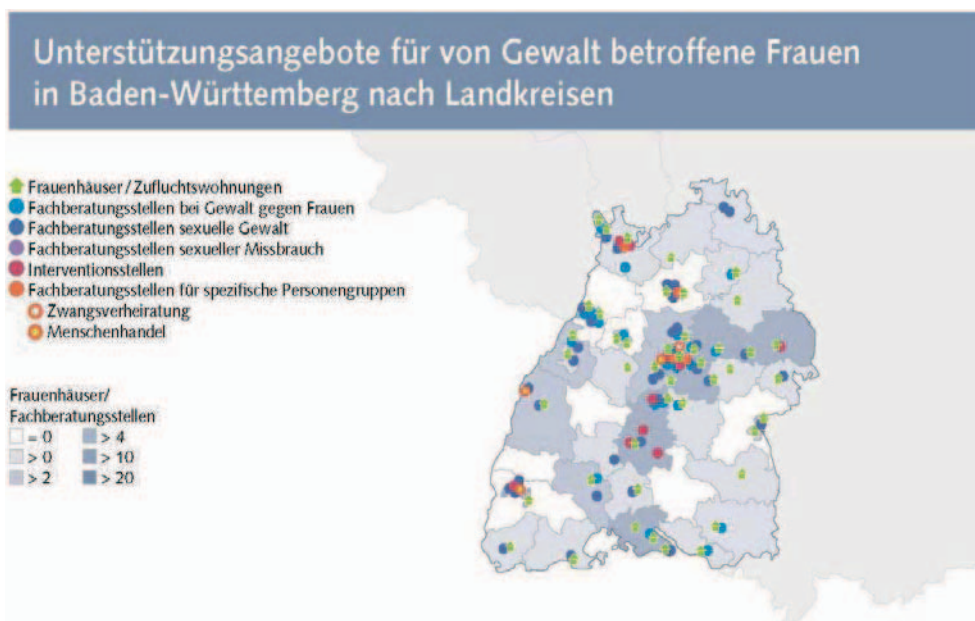 Unterstützungsangebote für von Gewalt betroffene Frauen
in Baden-Württemberg nach Landkreisen
Frauenhäuser / Zufluchtswohnungen
Fachberatungsstellen bei Gewalt gegen Frauen
Fachberatungsstellen sexuelle Gewalt
Fachberatungsstellen sexueller Missbrauch
Interventionsstellen
Fachberatungsstellen für spezifische Personengruppen
Zwangsverheiratung
Menschenhandel
Frauenhäuser/
Fachberatungsstellen
= 0 > 4
> 0 > 10
> 2 > 20